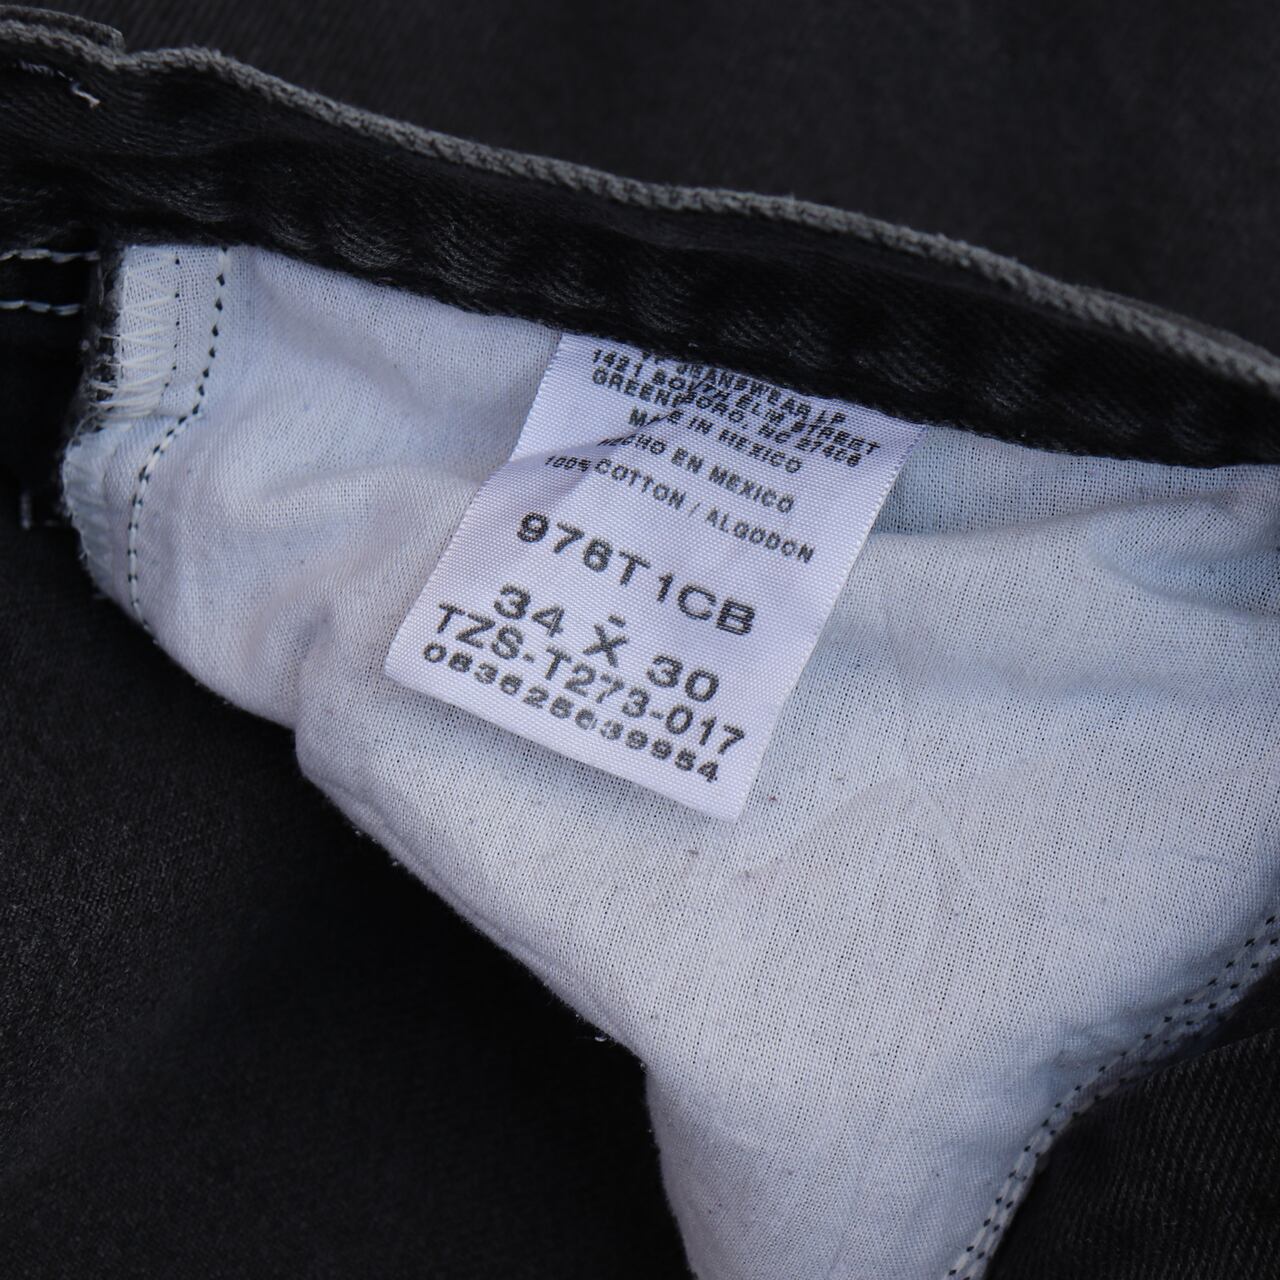 VF JEANSWEAR LP
1421 SOUTH ELM STREET
GREENSBORO, NC 27406
MADE IN MEXICO
HECHO EN MEXICO
100% COTTON / ALGODON
976T1CB
34 X 30
TZS-T273-017
083625639954